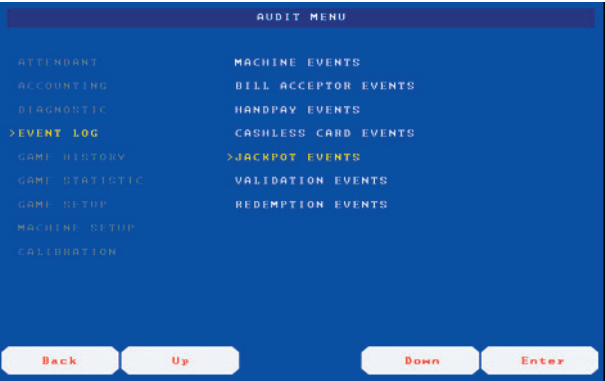 AUDIT MENU
ATTENDANT
ACCOUNTING
DIAGNOSTIC
>EVENT LOG
GAME HISTORY
GAME STATISTIC
GAME SETUP
MACHINE SETUP
CALIBRATION
MACHINE EVENTS
BILL ACCEPTOR EVENTS
HANDPAY EVENTS
CASHLESS CARD EVENTS
>JACKPOT EVENTS
VALIDATION EVENTS
REDEMPTION EVENTS
Back
Up
Down
Enter